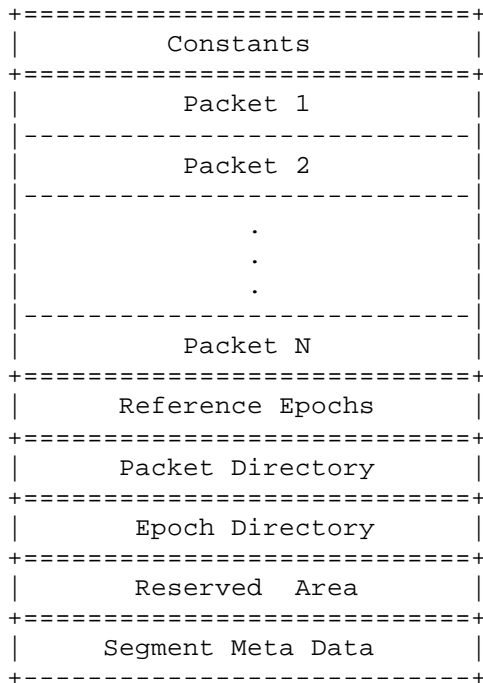 +============================+
|         Constants          |
+============================+
|          Packet 1          |
|----------------------------|
|          Packet 2          |
|----------------------------|
|              .             |
|              .             |
|              .             |
|----------------------------|
|          Packet N          |
+============================+
|      Reference Epochs      |
+============================+
|      Packet Directory      |
+============================+
|       Epoch Directory      |
+============================+
|       Reserved  Area       |
+============================+
|     Segment Meta Data      |
+----------------------------+